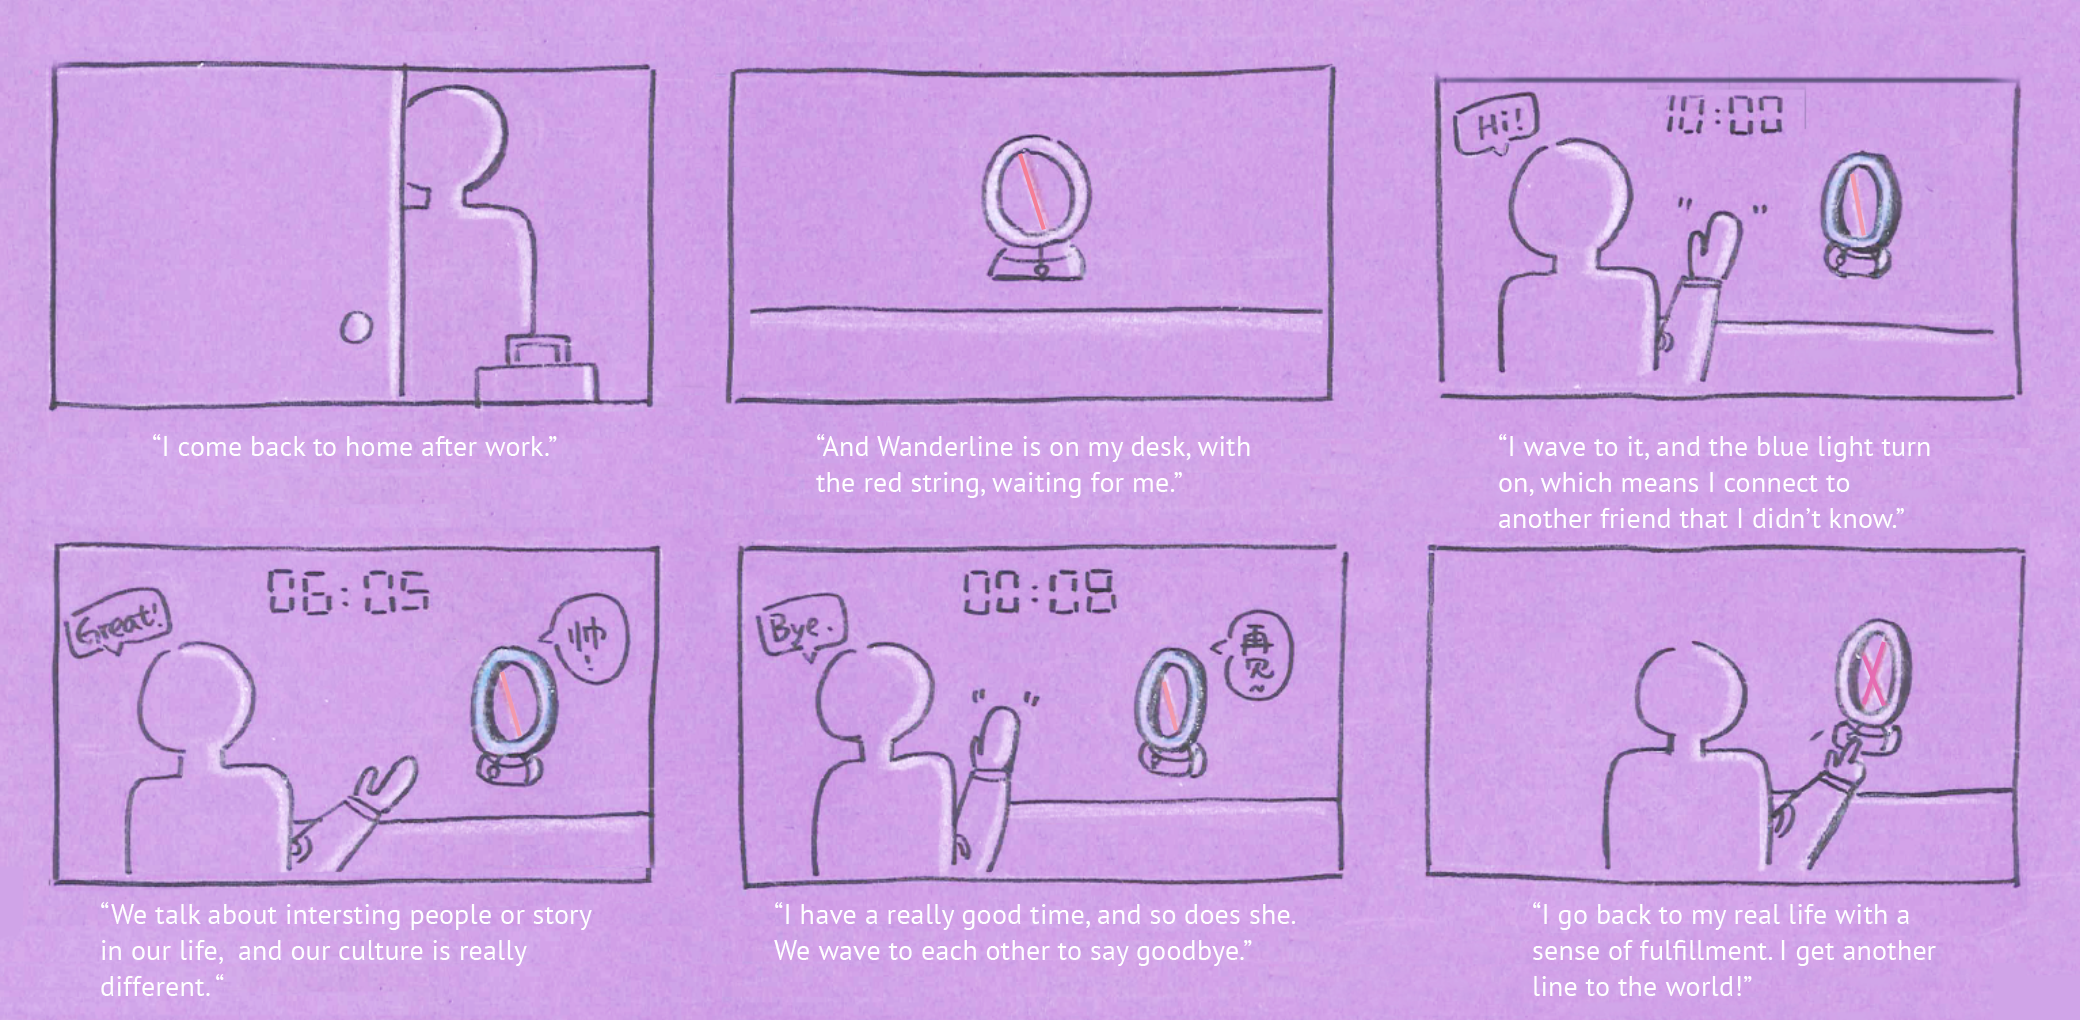 “I come back to home after work.”
“And Wanderline is on my desk, with
the red string, waiting for me.”
Hi!
10:00
“I wave to it, and the blue light turn
on, which means I connect to
another friend that I didn’t know.”
Great!
06:05
帅!
“We talk about intersting people or story
in our life,  and our culture is really
different. “
Bye.
00:08
再见~
“I have a really good time, and so does she.
We wave to each other to say goodbye.”
“I go back to my real life with a
sense of fulfillment. I get another
line to the world!”